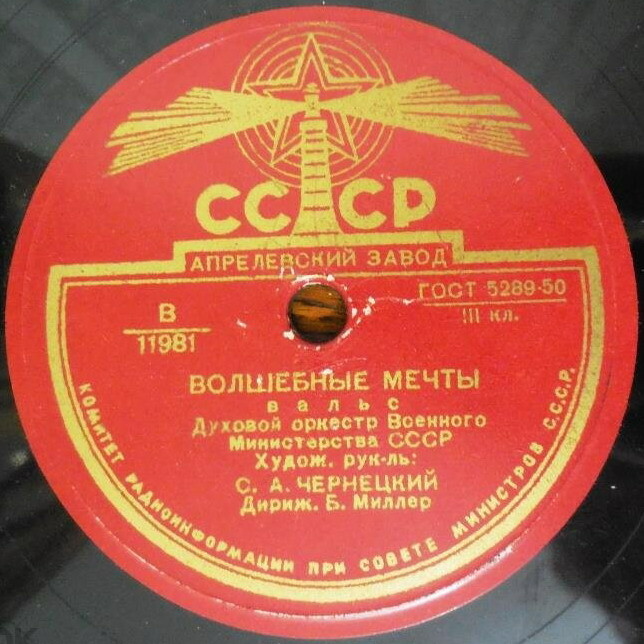 СССР
АПРЕЛЕВСКИЙ ЗАВОД
В
11981
ГОСТ 5289-50
III кл.
ВОЛШЕБНЫЕ МЕЧТЫ
вальс
Духовой оркестр Военного
Министерства СССР
Худож. рук-ль:
С. А. ЧЕРНЕЦКИЙ
Дириж. Б. Миллер
КОМИТЕТ РАДИОИНФОРМАЦИИ ПРИ СОВЕТЕ МИНИСТРОВ С.С.С.Р.